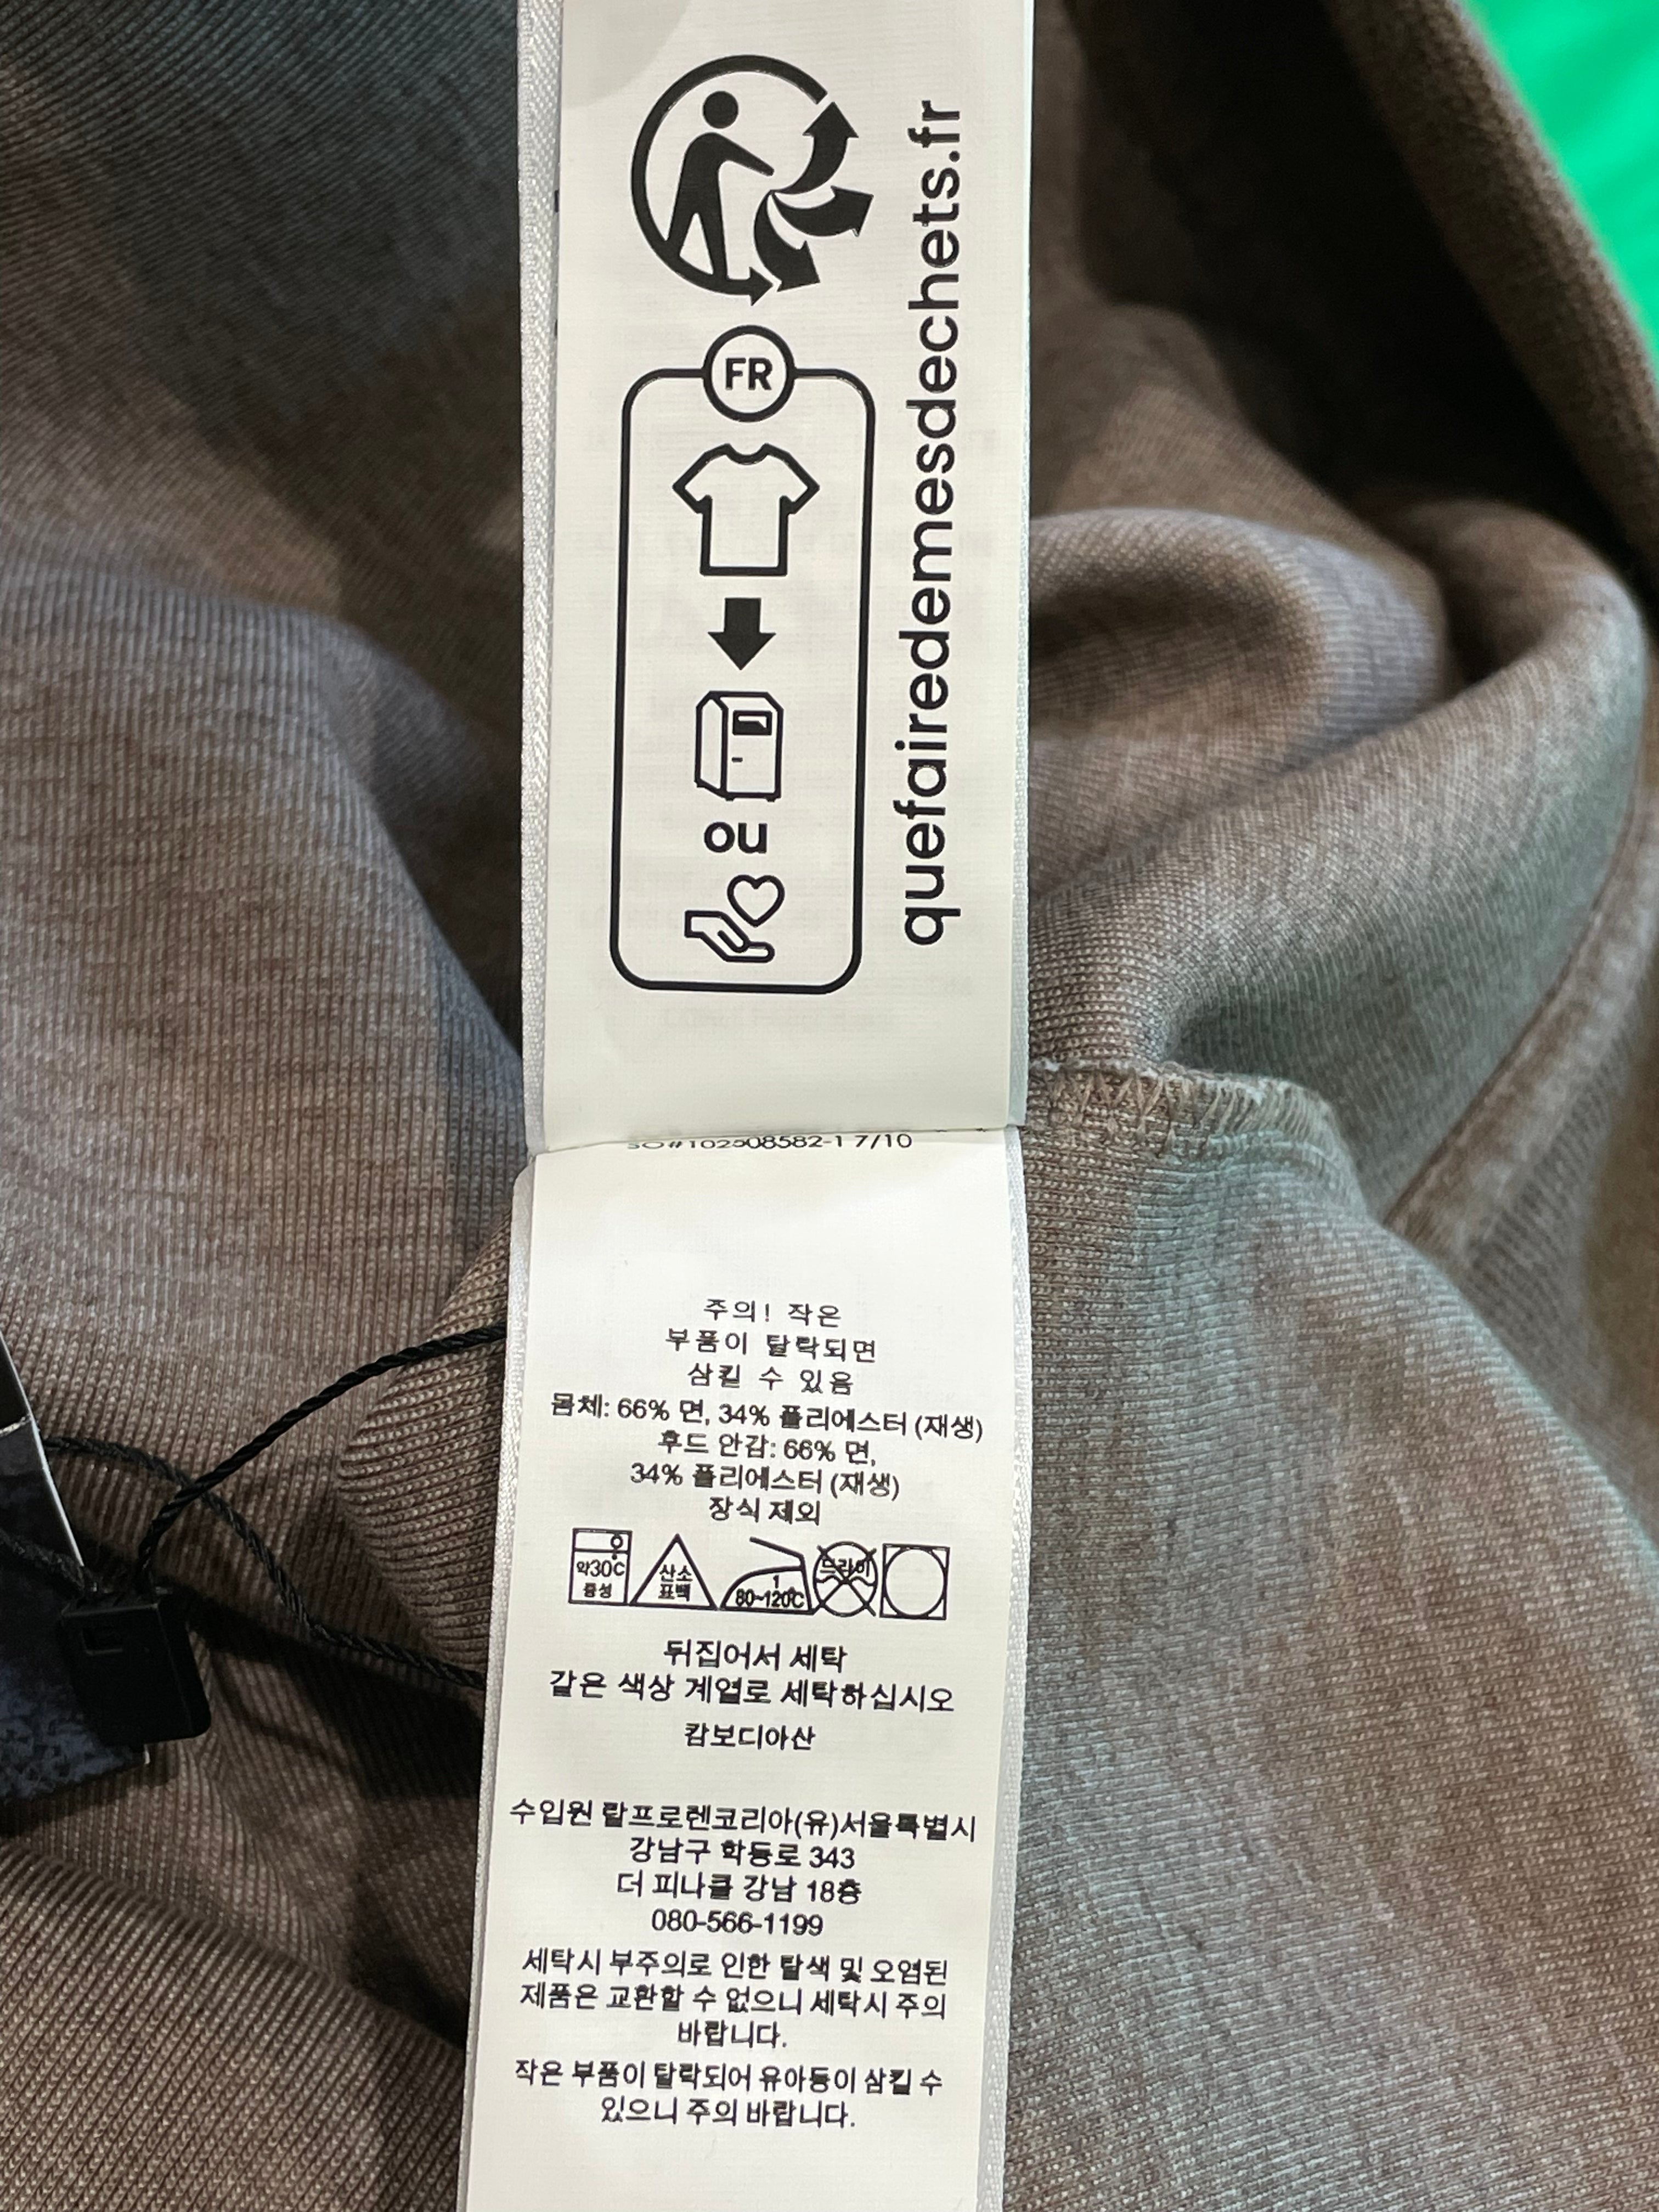 FR
ou
quefairedemesdechets.fr
SO#102508582-1 7/10
주의! 작은
부품이 탈락되면
삼킬 수 있음
몸체: 66% 면, 34% 폴리에스터 (재생)
후드 안감: 66% 면,
34% 폴리에스터 (재생)
장식 제외
약30℃
중성
산소
표백
1
80~120℃
드라이
뒤집어서 세탁
같은 색상 계열로 세탁하십시오
캄보디아산
수입원 랄프로렌코리아(유)서울특별시
강남구 학동로 343
더 피나클 강남 18층
080-566-1199
세탁시 부주의로 인한 탈색 및 오염된
제품은 교환할 수 없으니 세탁시 주의
바랍니다.
작은 부품이 탈락되어 유아등이 삼킬 수
있으니 주의 바랍니다.